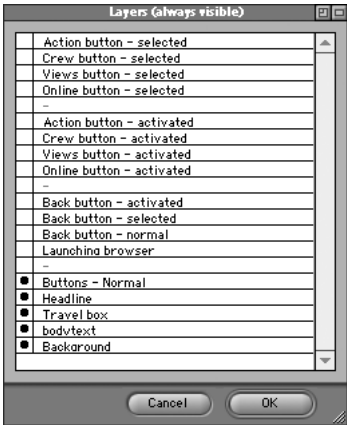 Layers (always visible)
Action button - selected
Crew button - selected
Views button - selected
Online button - selected
-
Action button - activated
Crew button - activated
Views button - activated
Online button - activated
-
Back button - activated
Back button - selected
Back button - normal
Launching browser
-
Buttons - Normal
Headline
Travel box
bodytext
Background
Cancel
OK